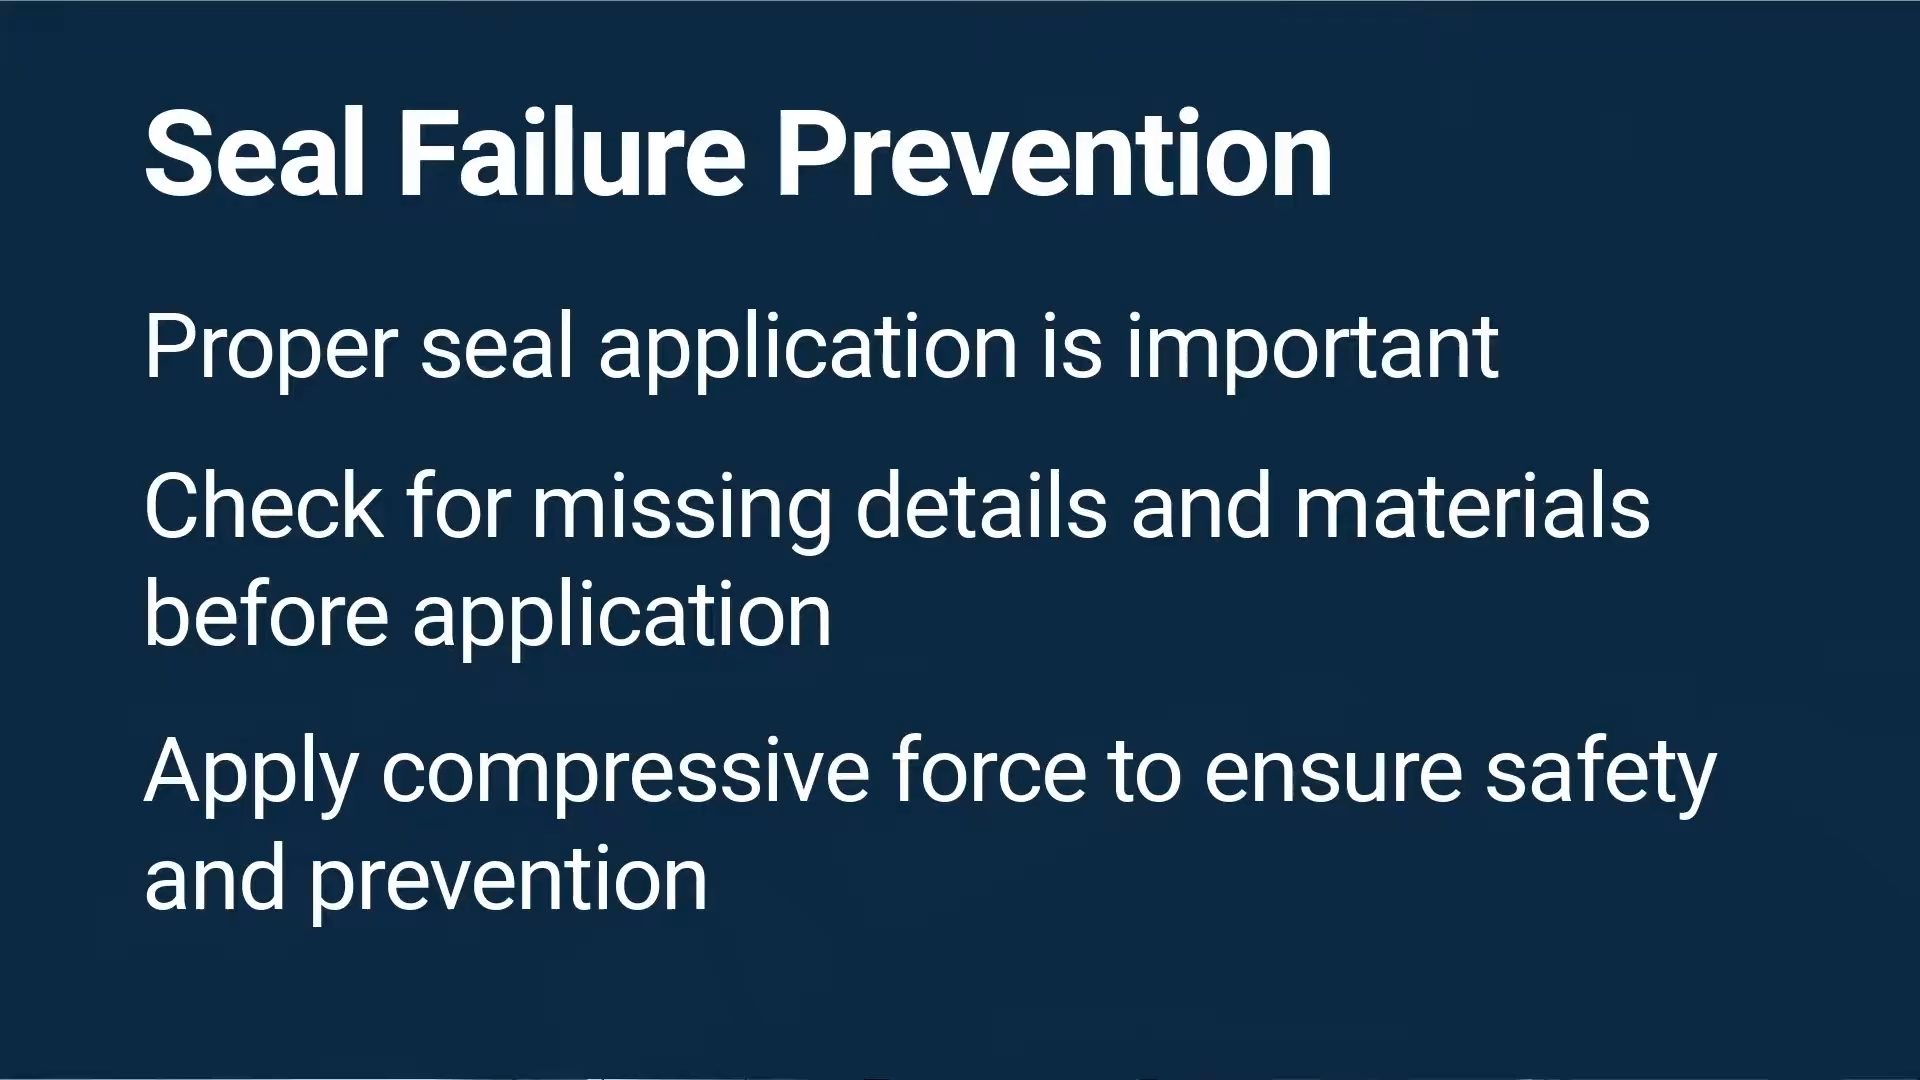 Seal Failure Prevention
Proper seal application is important
Check for missing details and materials
before application
Apply compressive force to ensure safety
and prevention